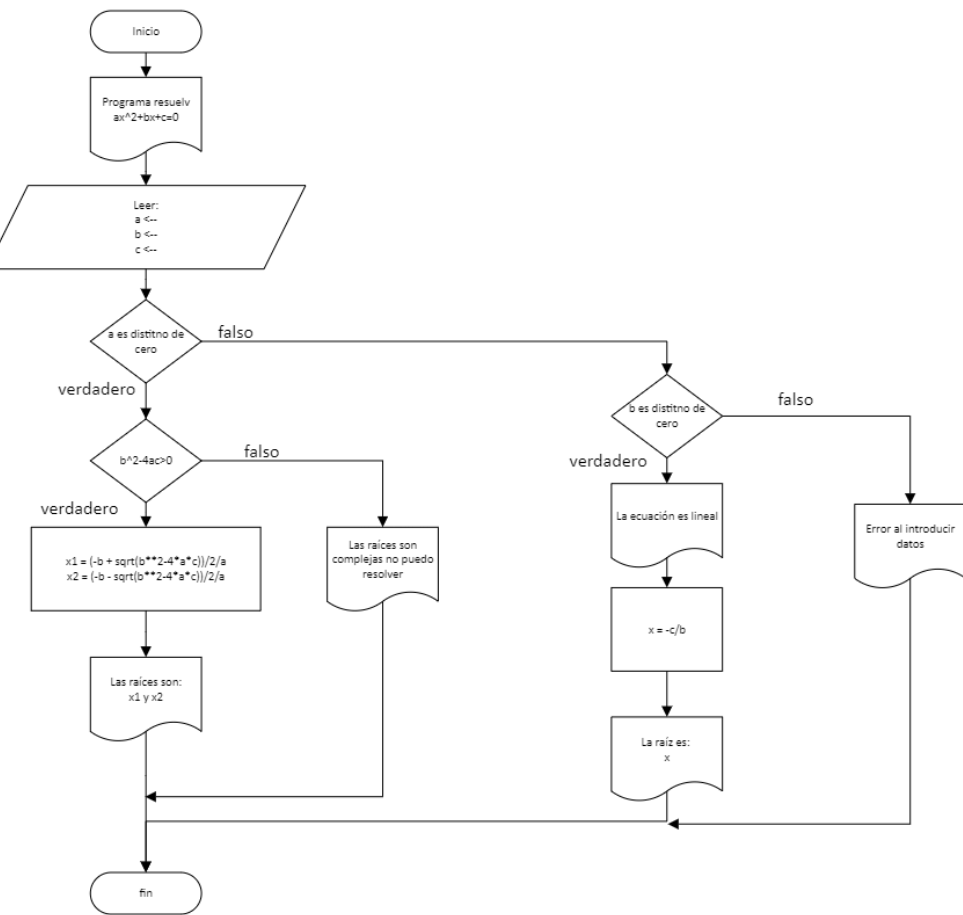 Inicio
Programa resuelv
ax^2+bx+c=0
Leer:
a <--
b <--
c <--
a es distitno de
cero
falso
verdadero
b es distitno de
cero
falso
verdadero
b^2-4ac>0
falso
verdadero
La ecuación es lineal
Error al introducir
datos
x1 = (-b + sqrt(b**2-4*a*c))/2/a
x2 = (-b - sqrt(b**2-4*a*c))/2/a
Las raíces son
complejas no puedo
resolver
x = -c/b
Las raíces son:
x1 y x2
La raíz es:
x
fin